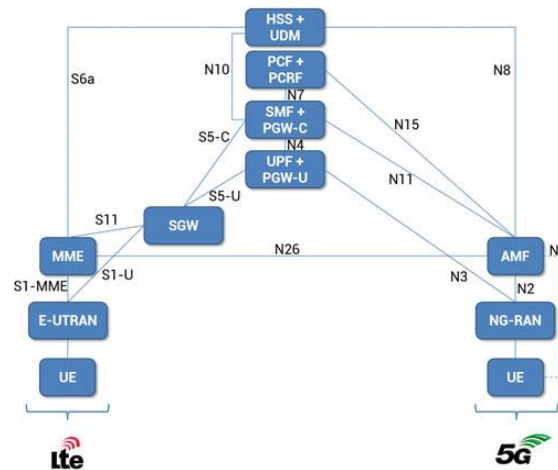 HSS +
UDM
PCF +
PCRF
S6a
N10
N8
N7
SMF +
PGW-C
N15
S5-C
N4
UPF +
PGW-U
N11
S5-U
SGW
S11
MME
N26
AMF
N
S1-MME
S1-U
N3
N2
E-UTRAN
NG-RAN
UE
UE
lte
5G